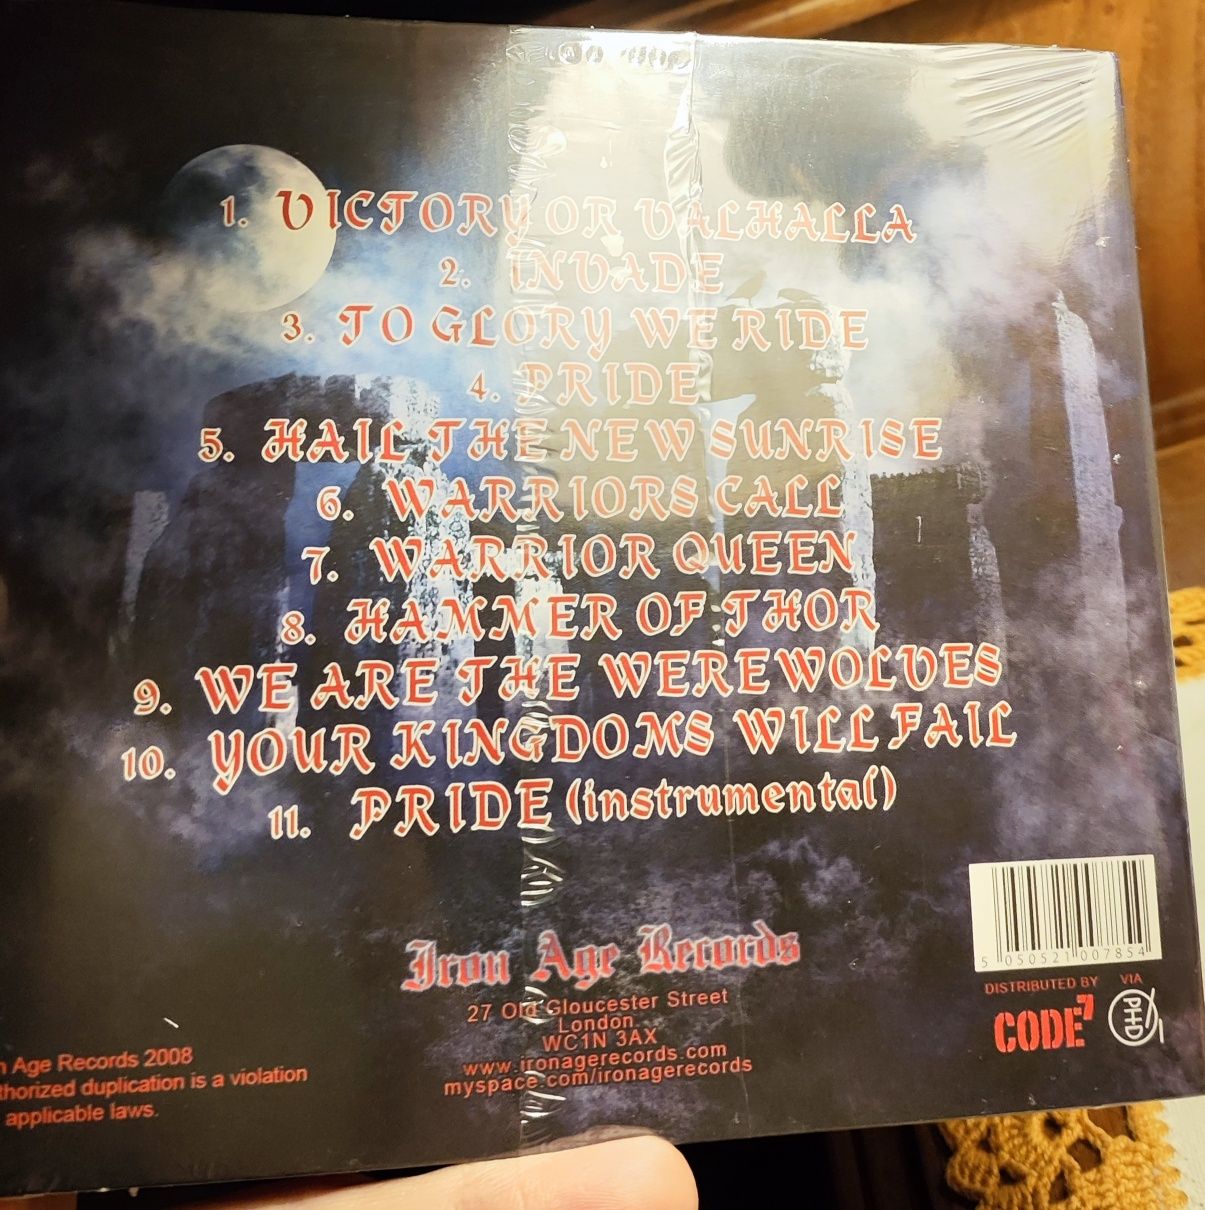 1. VICTORY OR VALHALLA
2. INVADE
3. TO GLORY WE RIDE
4. PRIDE
5. HAIL THE NEW SUNRISE
6. WARRIORS CALL
7. WARRIOR QUEEN
8. HAMMER OF THOR
9. WE ARE THE WEREWOLVES
10. YOUR KINGDOMS WILL FAIL
11. PRIDE (instrumental)
Iron Age Records
27 Old Gloucester Street
London
WC1N 3AX
www.ironagerecords.com
myspace.com/ironagerecords
Age Records 2008
duplication is a violation
applicable laws.
5 050521 007854
DISTRIBUTED BY VIA
CODE7 PHD